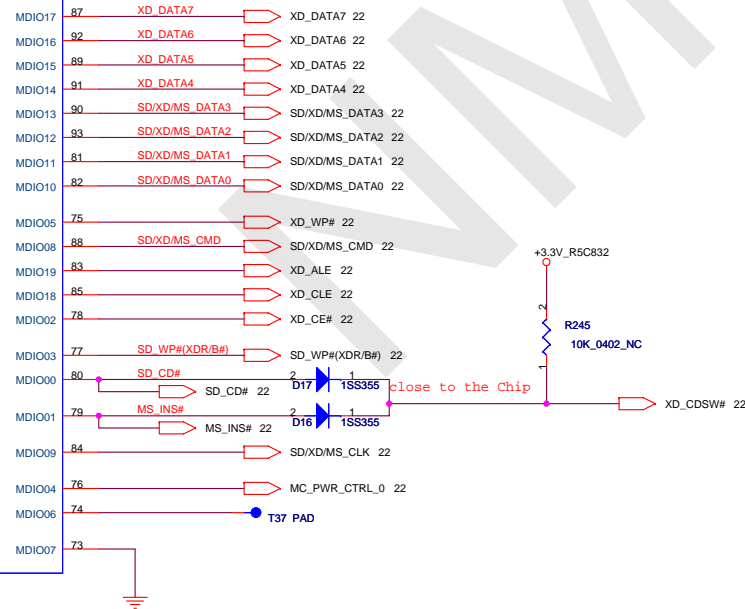 MDIO17 87 XD_DATA7 XD_DATA7 22
MDIO16 92 XD_DATA6 XD_DATA6 22
MDIO15 89 XD_DATA5 XD_DATA5 22
MDIO14 91 XD_DATA4 XD_DATA4 22
MDIO13 90 SD/XD/MS_DATA3 SD/XD/MS_DATA3 22
MDIO12 93 SD/XD/MS_DATA2 SD/XD/MS_DATA2 22
MDIO11 81 SD/XD/MS_DATA1 SD/XD/MS_DATA1 22
MDIO10 82 SD/XD/MS_DATA0 SD/XD/MS_DATA0 22
MDIO05 75 XD_WP# 22
MDIO08 88 SD/XD/MS_CMD SD/XD/MS_CMD 22
+3.3V_R5C832
MDIO19 83 XD_ALE 22
MDIO18 85 XD_CLE 22
MDIO02 78 XD_CE# 22
2
R245
10K_0402_NC
1
MDIO03 77 SD_WP#(XDR/B#) SD_WP#(XDR/B#) 22
MDIO00 80 SD_CD# 2 1
SD_CD# 22 D17 1SS355 close to the Chip
XD_CDSW# 22
MDIO01 79 MS_INS# 2 1
MS_INS# 22 D16 1SS355
MDIO09 84 SD/XD/MS_CLK 22
MDIO04 76 MC_PWR_CTRL_0 22
MDIO06 74 T37 PAD
MDIO07 73